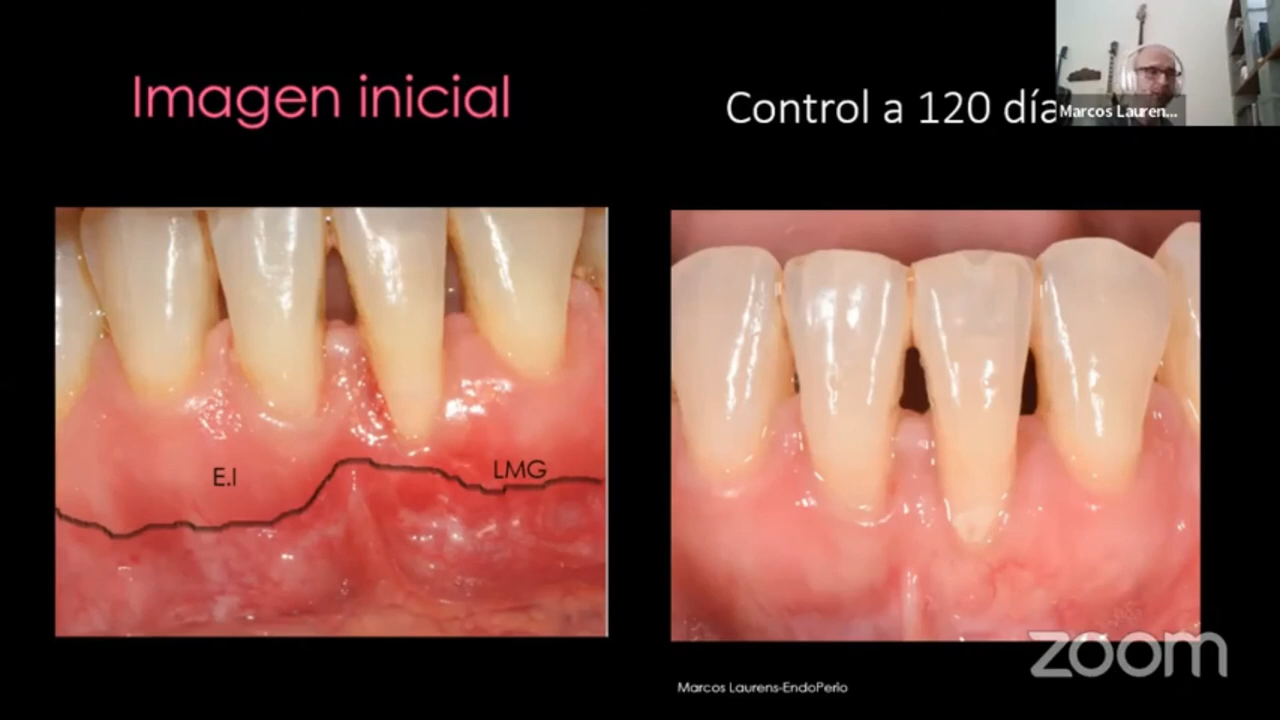 Imagen inicial
Control a 120 día
Marcos Lauren...
E.I
LMG
zoom
Marcos Laurens-EndoPerio